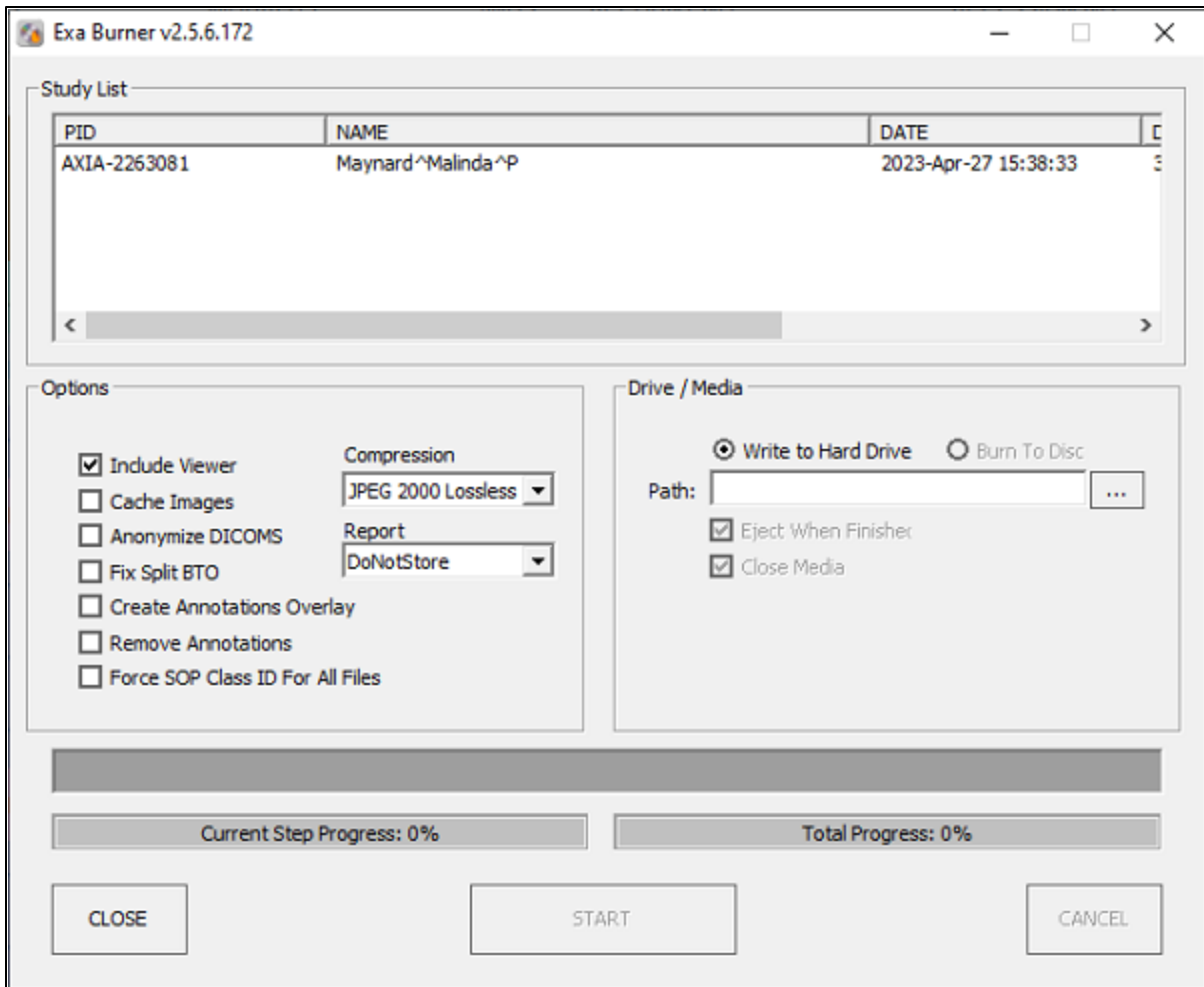 Exa Burner v2.5.6.172
Study List
PID NAME DATE
AXIA-2263081 Maynard^Malinda^P 2023-Apr-27 15:38:33
Options
Include Viewer
Cache Images
Anonymize DICOMS
Fix Split BTO
Create Annotations Overlay
Remove Annotations
Force SOP Class ID For All Files
Compression
JPEG 2000 Lossless
Report
DoNotStore
Drive / Media
Write to Hard Drive Burn To Disc
Path: ...
Eject When Finished
Close Media
Current Step Progress: 0% Total Progress: 0%
CLOSE START CANCEL